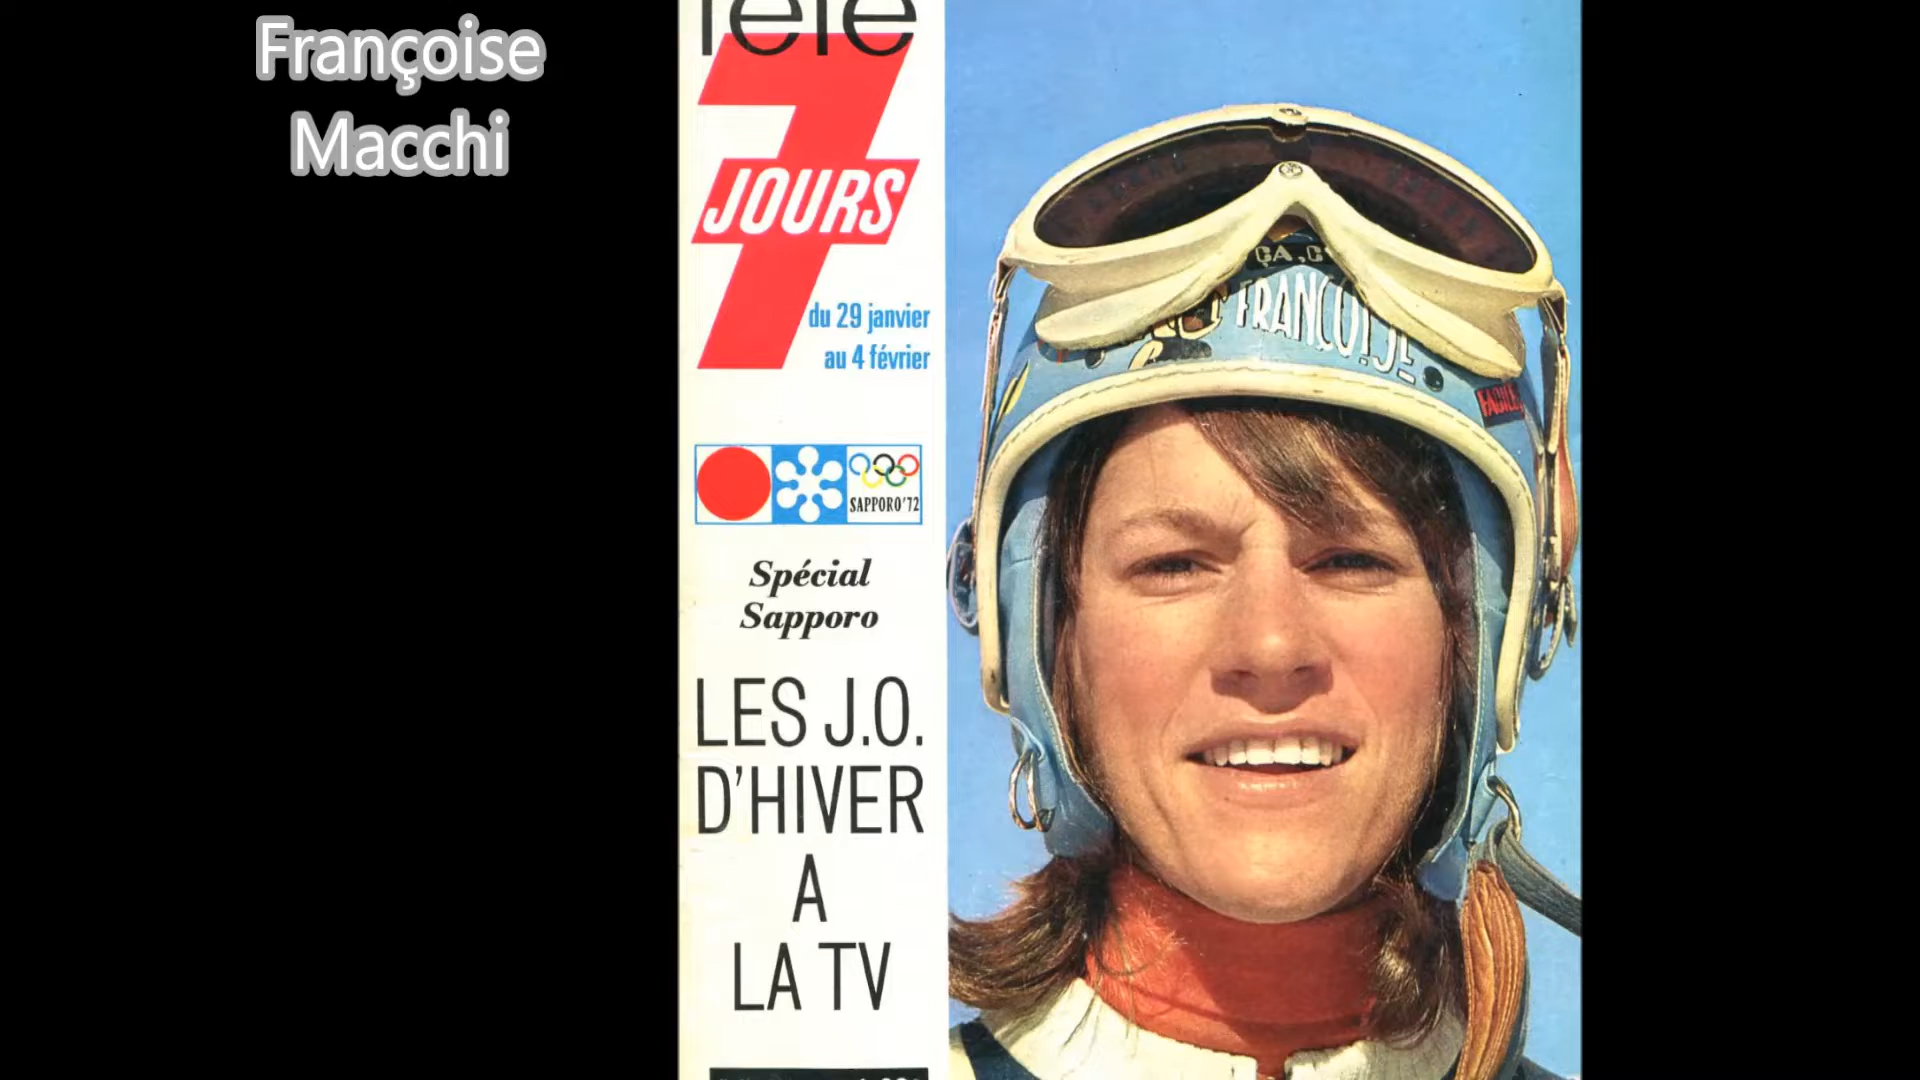 Françoise
Macchi
Télé
7
JOURS
du 29 janvier
au 4 février
SAPPORO'72
Spécial
Sapporo
LES J.O.
D'HIVER
A
LA TV
ÇA, C'
FRANÇOISE